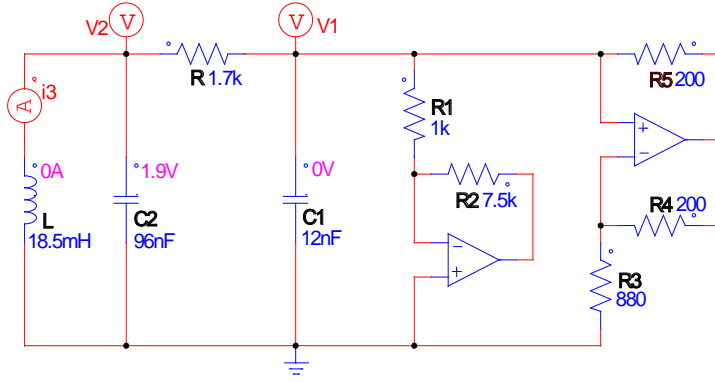 V2 V V V1
R5 200
R 1.7k
A i3
R1
1k
0A 1.9V 0V
R2 7.5k
R4 200
L C2 C1
18.5mH 96nF 12nF
R3
880